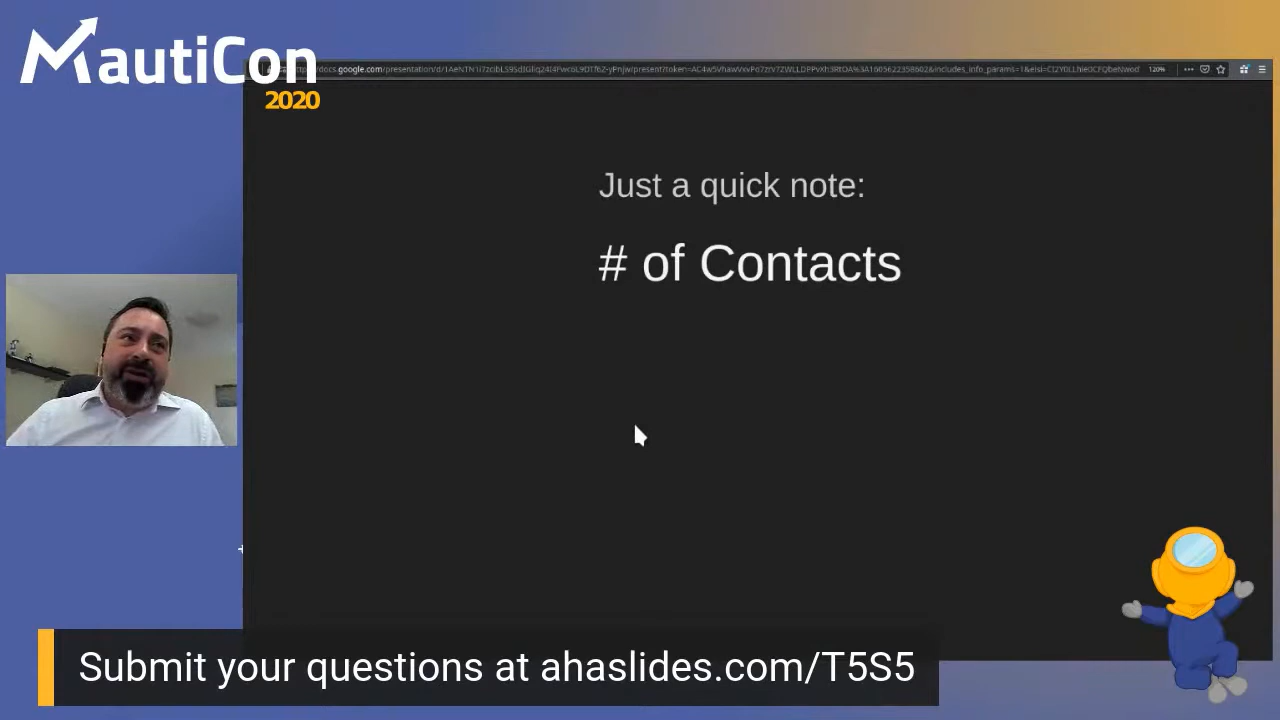 MautiCon
2020
Just a quick note:
# of Contacts
Submit your questions at ahaslides.com/T5S5